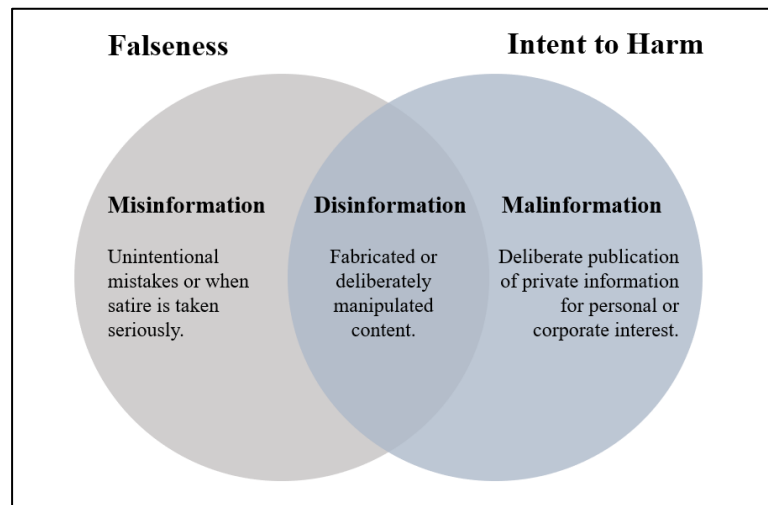 Falseness
Intent to Harm
Misinformation
Unintentional
mistakes or when
satire is taken
seriously.
Disinformation
Fabricated or
deliberately
manipulated
content.
Malinformation
Deliberate publication
of private information
for personal or
corporate interest.